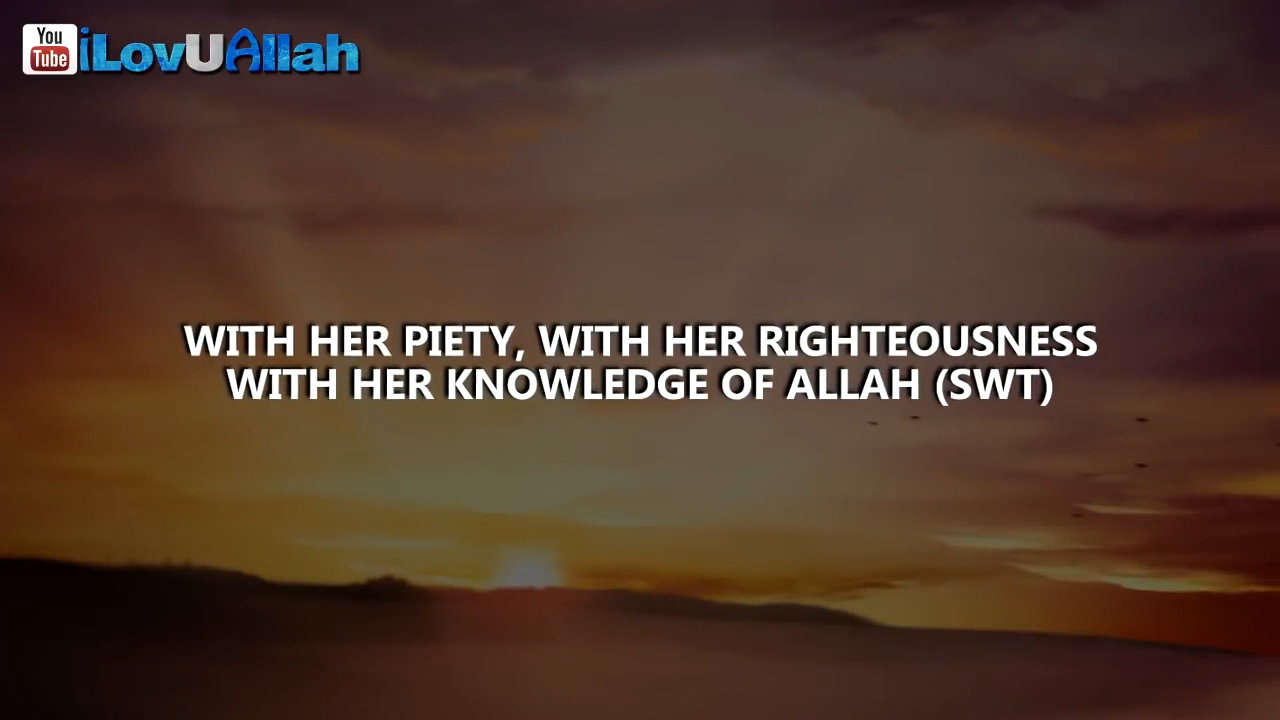 You
Tube
iLovUAllah
WITH HER PIETY, WITH HER RIGHTEOUSNESS
WITH HER KNOWLEDGE OF ALLAH (SWT)